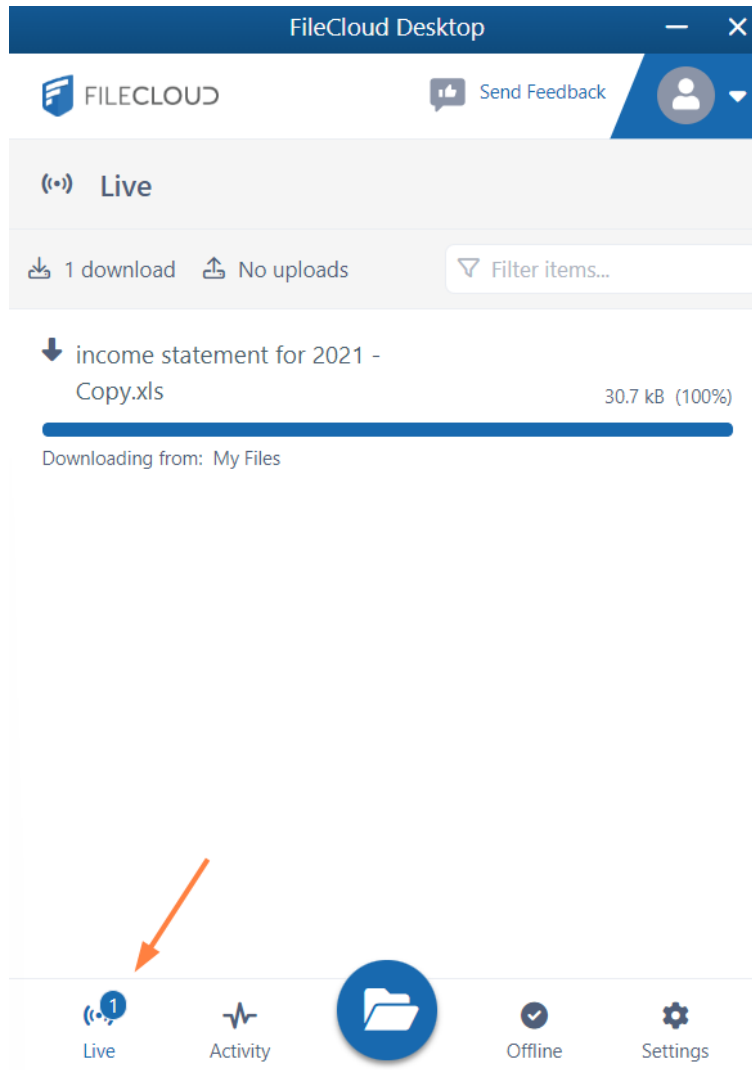 FileCloud Desktop
FILECLOUD
Send Feedback
Live
1 download
No uploads
Filter items...
income statement for 2021 -
Copy.xls
30.7 kB (100%)
Downloading from: My Files
1
Live
Activity
Offline
Settings